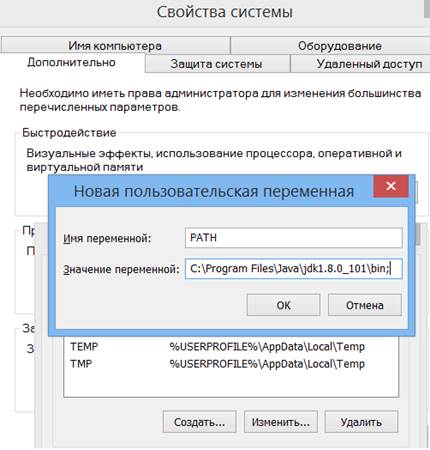 Свойства системы
Имя компьютера
Оборудование
Дополнительно
Защита системы
Удаленный доступ
Необходимо иметь права администратора для изменения большинства
перечисленных параметров.
Быстродействие
Визуальные эффекты, использование процессора, оперативной и
виртуальной памяти
Новая пользовательская переменная
Имя переменной: PATH
Значение переменной: C:\Program Files\Java\jdk1.8.0_101\bin;
OK
Отмена
TEMP %USERPROFILE%\AppData\Local\Temp
TMP %USERPROFILE%\AppData\Local\Temp
Создать...
Изменить...
Удалить